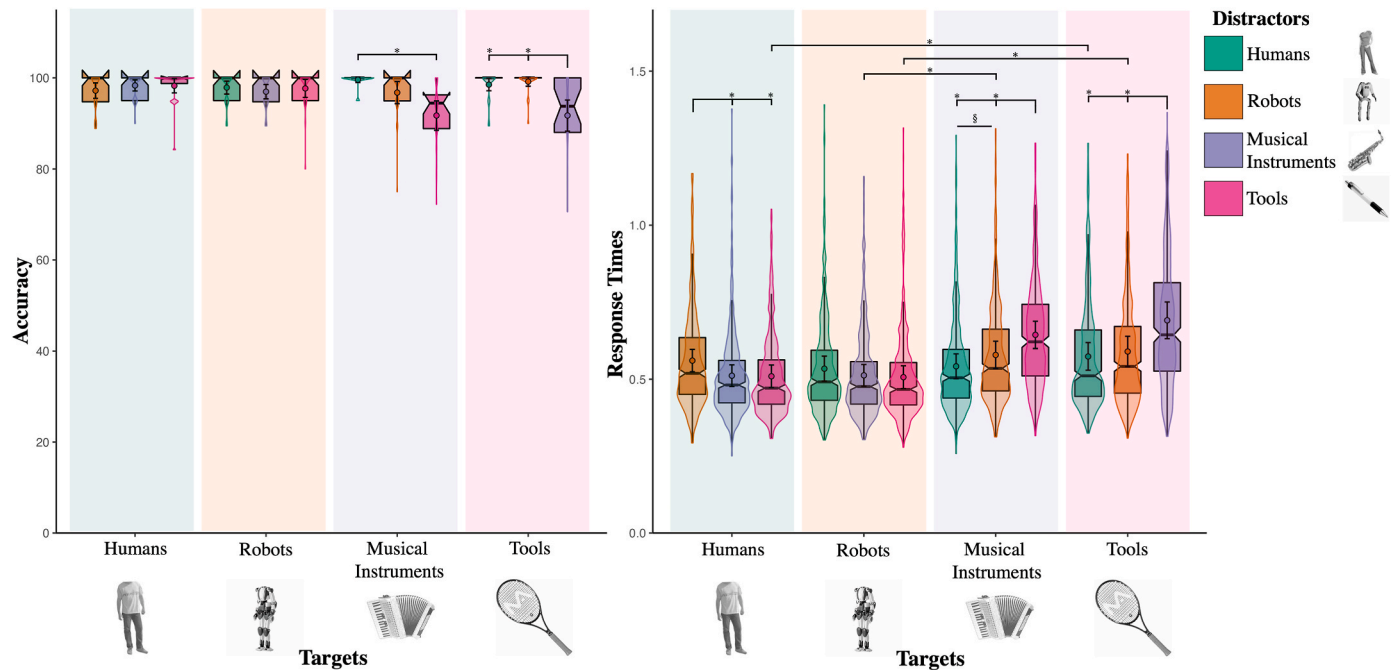 Distractors
Humans
Robots
Musical
Instruments
Tools
Accuracy
100
80
60
40
20
0
*
* *
Humans
Robots
Musical
Instruments
Tools
Targets
Response Times
1.5
1.0
0.5
0.0
*
*
*
* *
* *
§
* *
Humans
Robots
Musical
Instruments
Tools
Targets